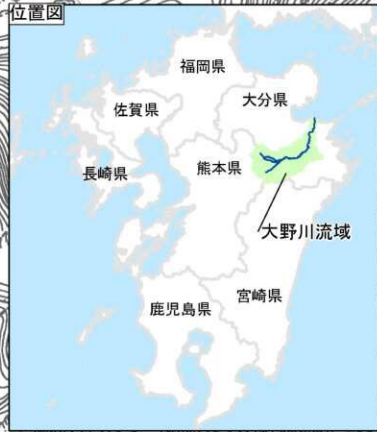 位置図
福岡県
佐賀県
大分県
長崎県
熊本県
大野川流域
宮崎県
鹿児島県